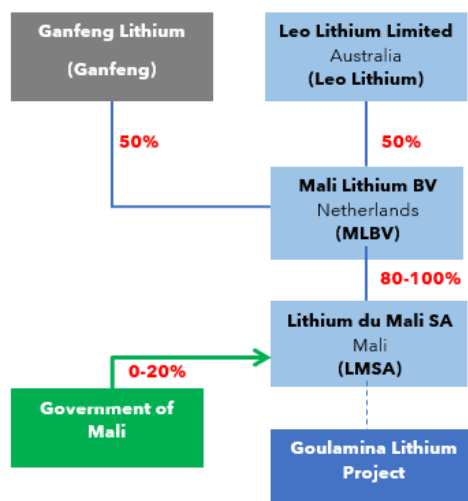 Ganfeng Lithium
(Ganfeng)
Leo Lithium Limited
Australia
(Leo Lithium)
50%
50%
Mali Lithium BV
Netherlands
(MLBV)
80-100%
Lithium du Mali SA
Mali
(LMSA)
0-20%
Government of
Mali
Goulamina Lithium
Project